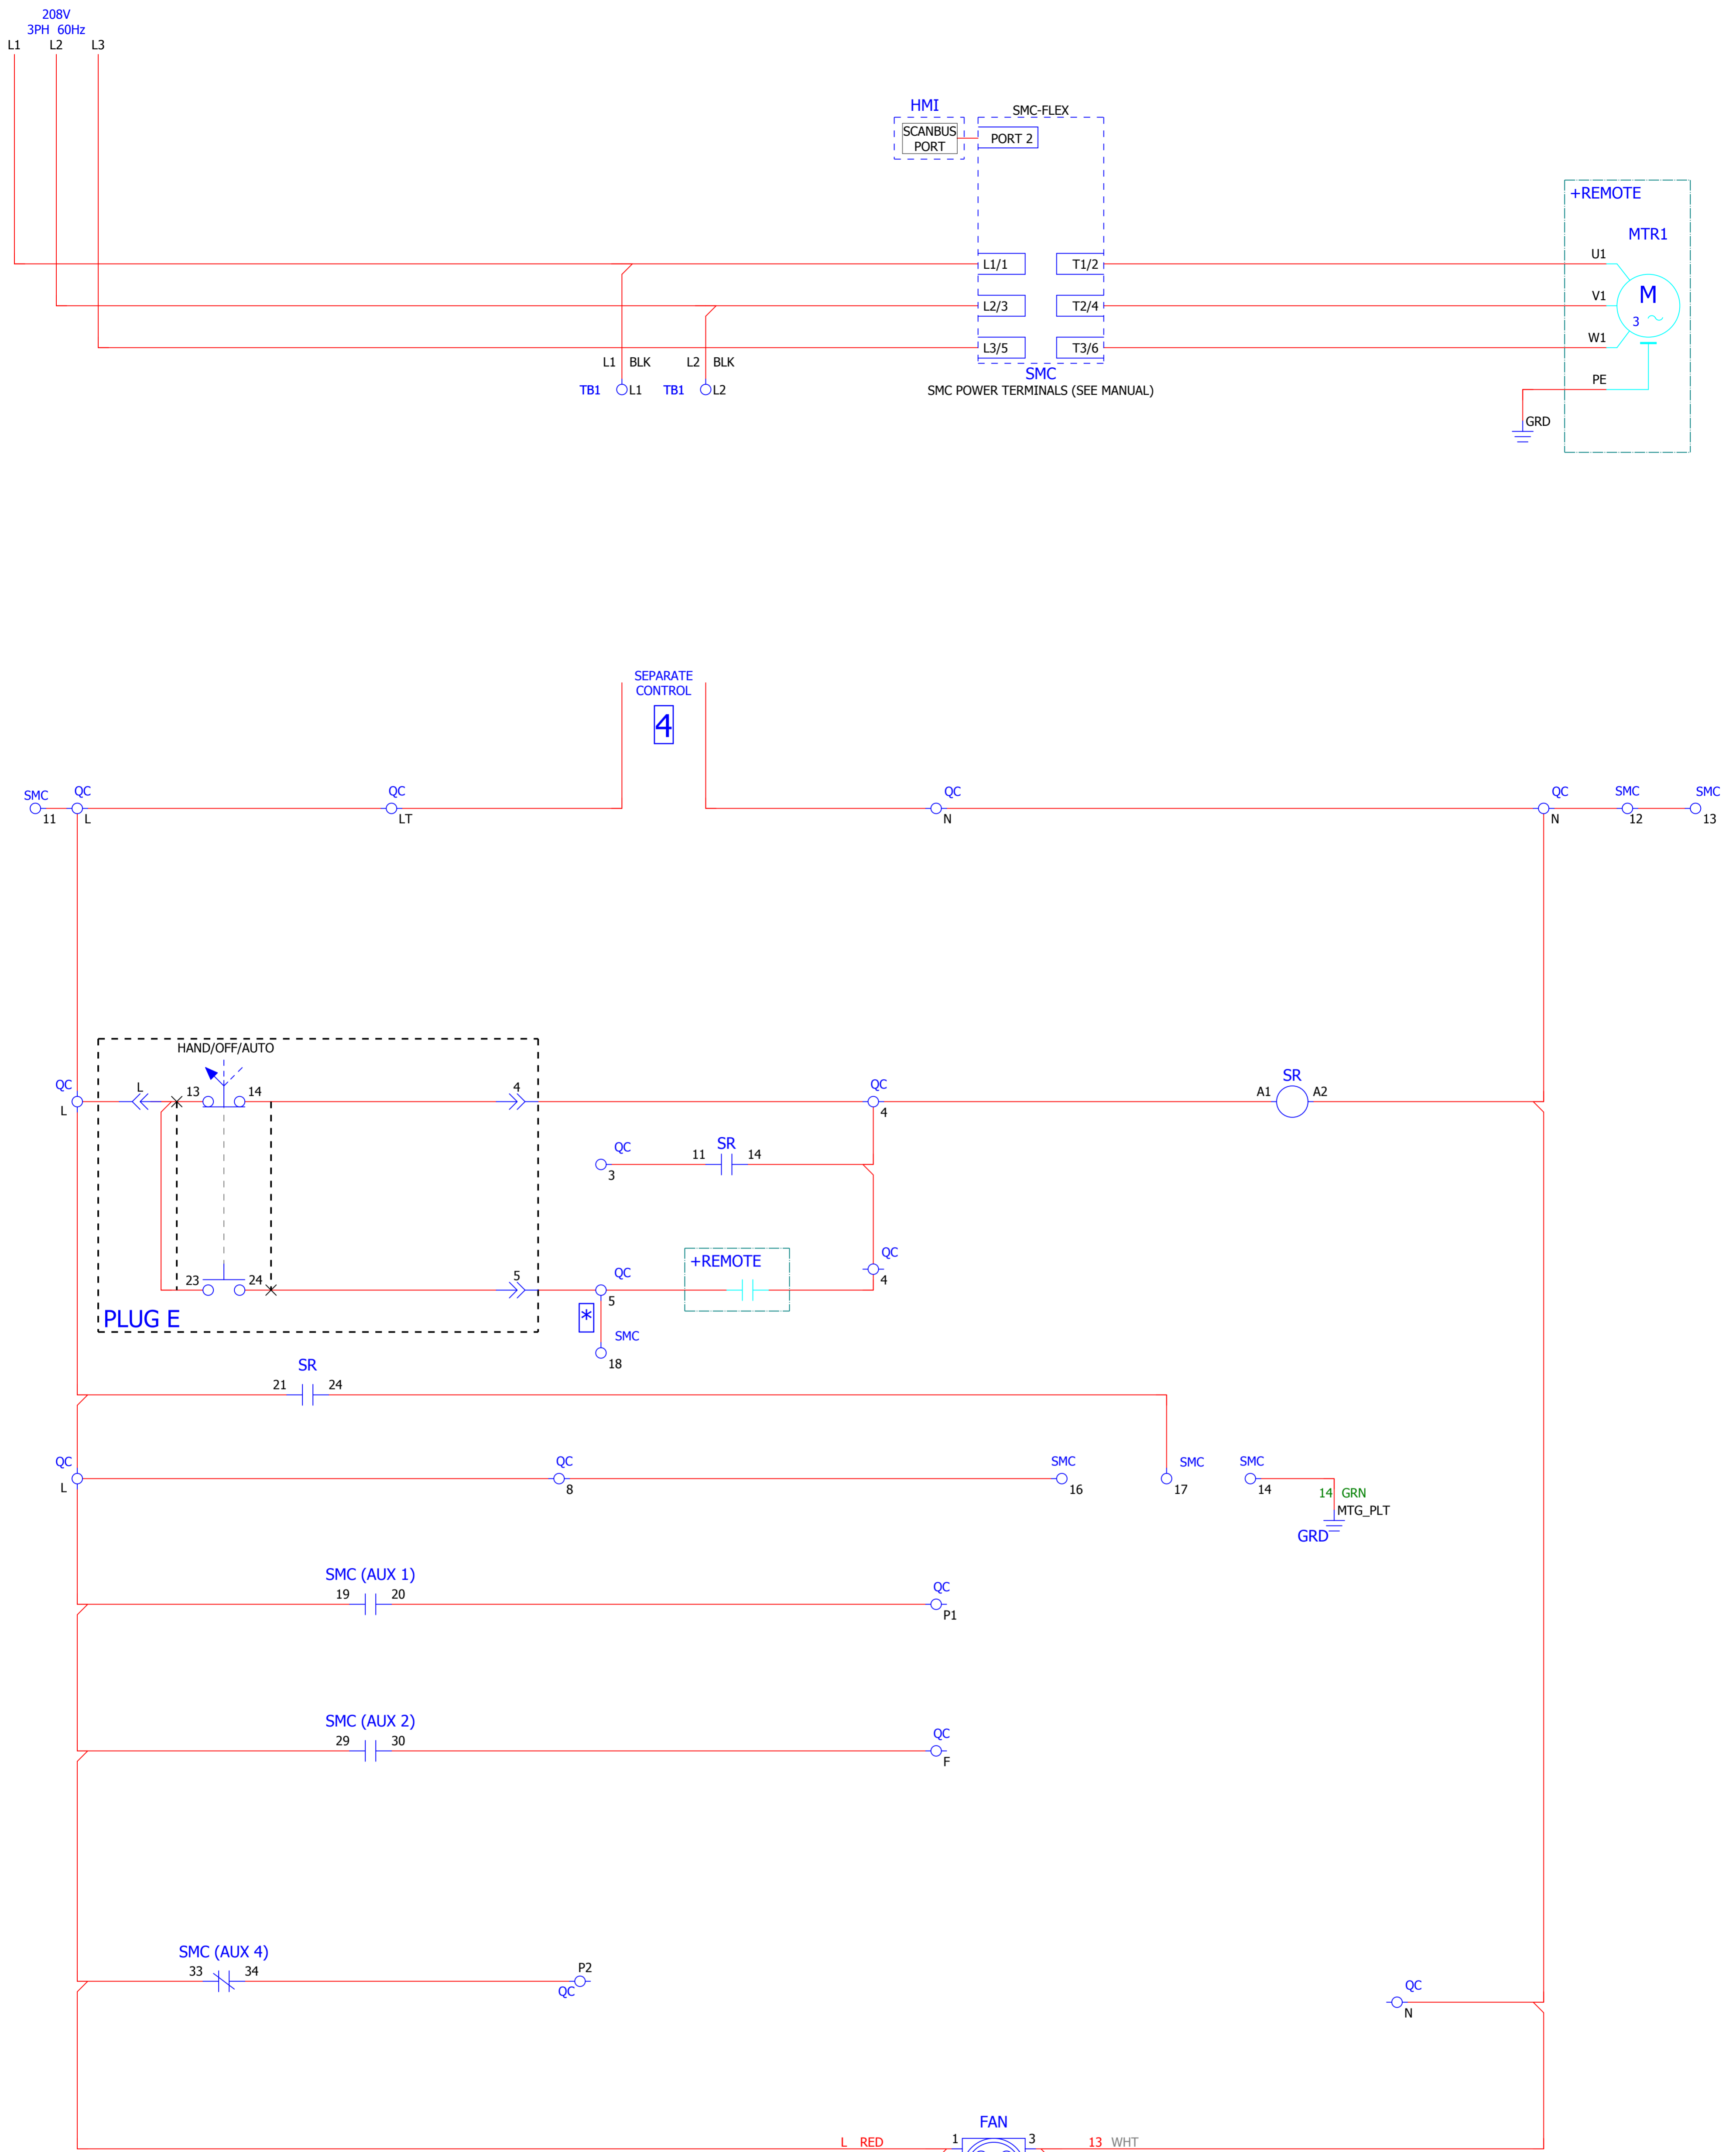 208V
3PH 60Hz
L1 L2 L3
HMI
SCANBUS
PORT
SMC-FLEX
PORT 2
+REMOTE
MTR1
L1/1 T1/2 U1
L2/3 T2/4 V1
M
3
L3/5 T3/6 W1
L1 BLK L2 BLK
TB1 L1 TB1 L2
SMC
SMC POWER TERMINALS (SEE MANUAL)
PE
GRD
SEPARATE
CONTROL
4
SMC QC QC QC QC SMC SMC
11 L LT N N 12 13
HAND/OFF/AUTO
QC L 13 14 4 QC SR
L 4 A1 A2
QC SR
3 11 14
QC
4
+REMOTE
23 24 5 QC
5
PLUG E
*
SMC
18
SR
21 24
QC QC SMC SMC SMC
L 8 16 17 14
14 GRN
MTG_PLT
GRD
SMC (AUX 1)
19 20 QC
P1
SMC (AUX 2)
29 30 QC
F
SMC (AUX 4)
33 34 P2
QC
QC
N
FAN
L RED 1 3 13 WHT